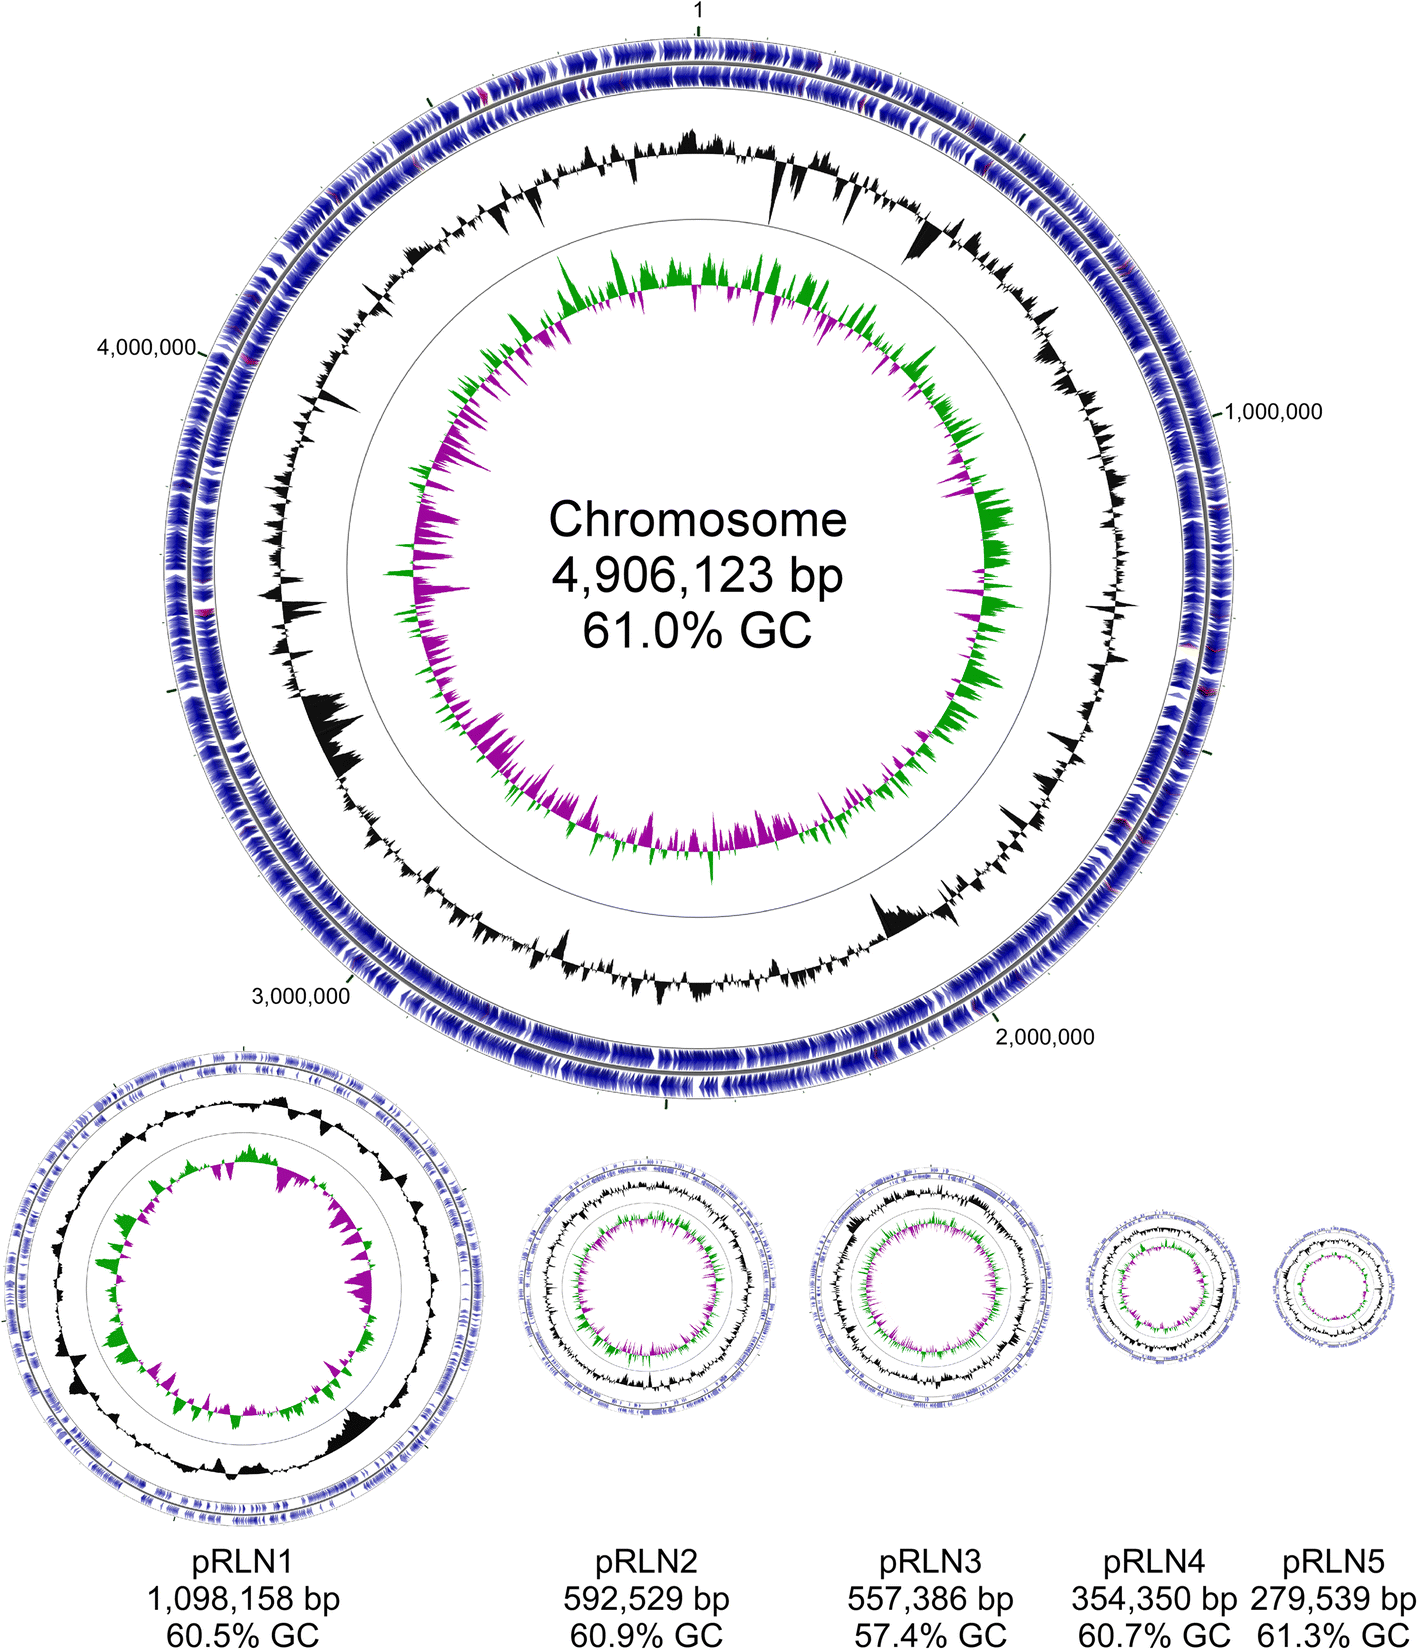 1
4,000,000
1,000,000
Chromosome
4,906,123 bp
61.0% GC
3,000,000
2,000,000
pRLN1
1,098,158 bp
60.5% GC
pRLN2
592,529 bp
60.9% GC
pRLN3
557,386 bp
57.4% GC
pRLN4
354,350 bp
60.7% GC
pRLN5
279,539 bp
61.3% GC